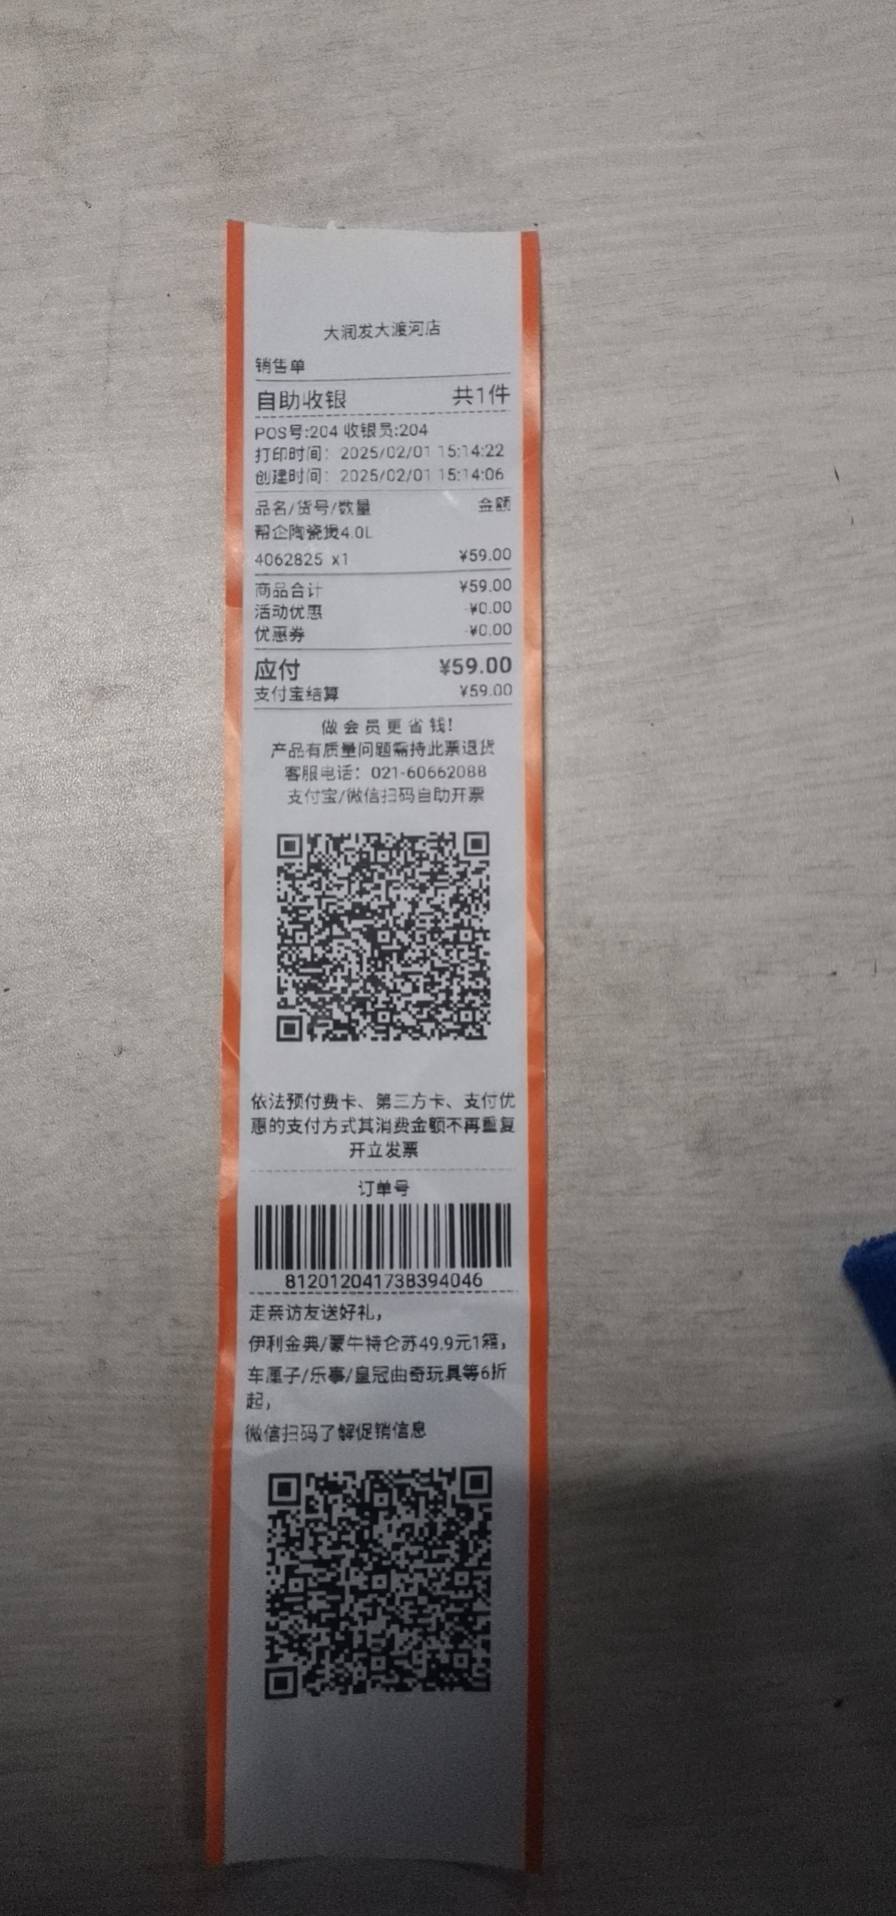 大润发大渡河店
销售单
自助收银 共1件
POS号:204 收银员:204
打印时间: 2025/02/01 15:14:22
创建时间: 2025/02/01 15:14:06
品名/货号/数量 金额
帮企陶瓷煲4.0L
4062825 x1 ¥59.00
商品合计 ¥59.00
活动优惠 -¥0.00
优惠券 -¥0.00
应付 ¥59.00
支付宝结算 ¥59.00
做会员更省钱!
产品有质量问题需持此票退货
客服电话: 021-60662088
支付宝/微信扫码自助开票
依法预付费卡、第三方卡、支付优
惠的支付方式其消费金额不再重复
开立发票
订单号
812012041738394046
走亲访友送好礼,
伊利金典/蒙牛特仑苏49.9元1箱,
车厘子/乐事/皇冠曲奇玩具等6折
起,
微信扫码了解促销信息